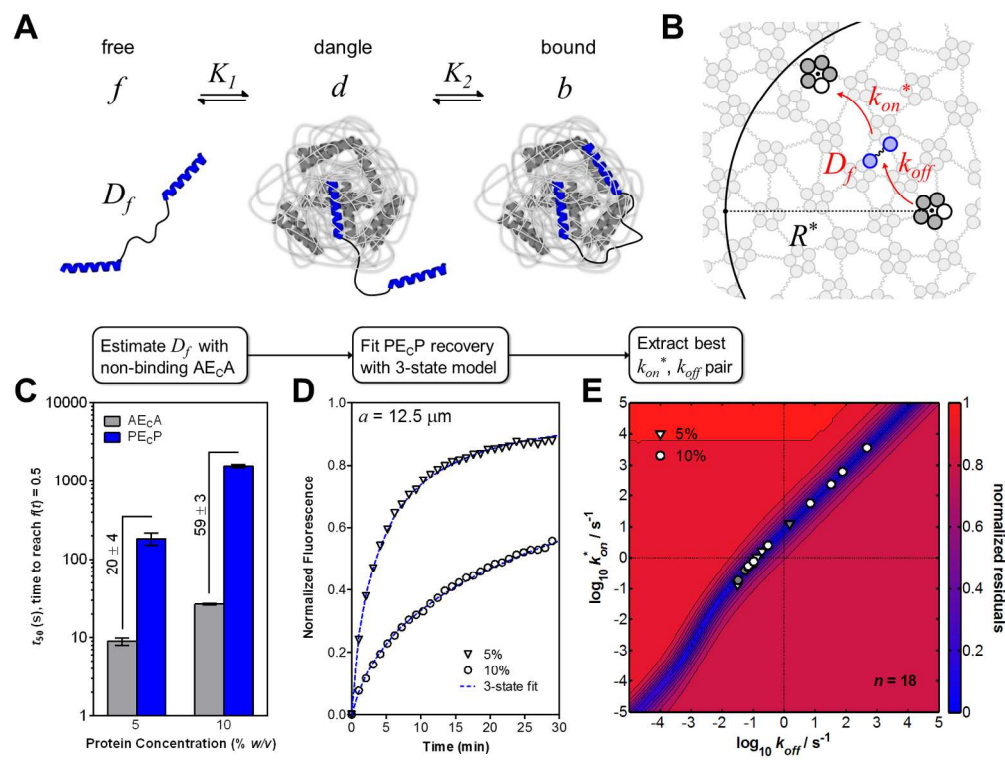 A
free
dangle
bound
f
K1
d
K2
b
Df
B
kon*
Df
koff
R*
Estimate Df with
non-binding AECA
Fit PECP recovery
with 3-state model
Extract best
kon*, koff pair
C
t50 (s), time to reach f(t) = 0.5
10000
1000
100
10
1
AECA
PECP
20 ± 4
59 ± 3
5
10
Protein Concentration (% w/v)
D
a = 12.5 μm
Normalized Fluorescence
1.0
0.8
0.6
0.4
0.2
0.0
5%
10%
3-state fit
0
5
10
15
20
25
30
Time (min)
E
log10 kon* / s-1
5
4
3
2
1
0
-1
-2
-3
-4
-5
5%
10%
n = 18
-4
-3
-2
-1
0
1
2
3
4
5
log10 koff / s-1
1
0.8
0.6
0.4
0.2
0
normalized residuals